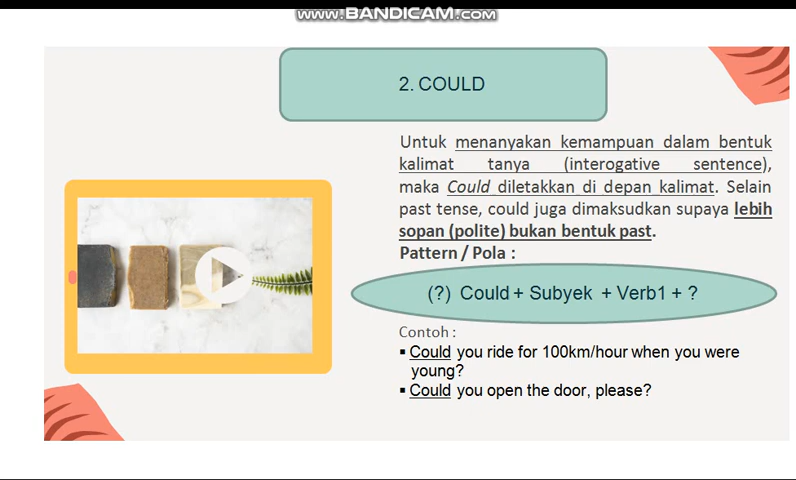 www.BANDICAM.com
2. COULD
Untuk menanyakan kemampuan dalam bentuk
kalimat tanya (interogative sentence),
maka Could diletakkan di depan kalimat. Selain
past tense, could juga dimaksudkan supaya lebih
sopan (polite) bukan bentuk past.
Pattern / Pola :
(?) Could + Subyek + Verb1 + ?
Contoh :
▪ Could you ride for 100km/hour when you were
young?
▪ Could you open the door, please?